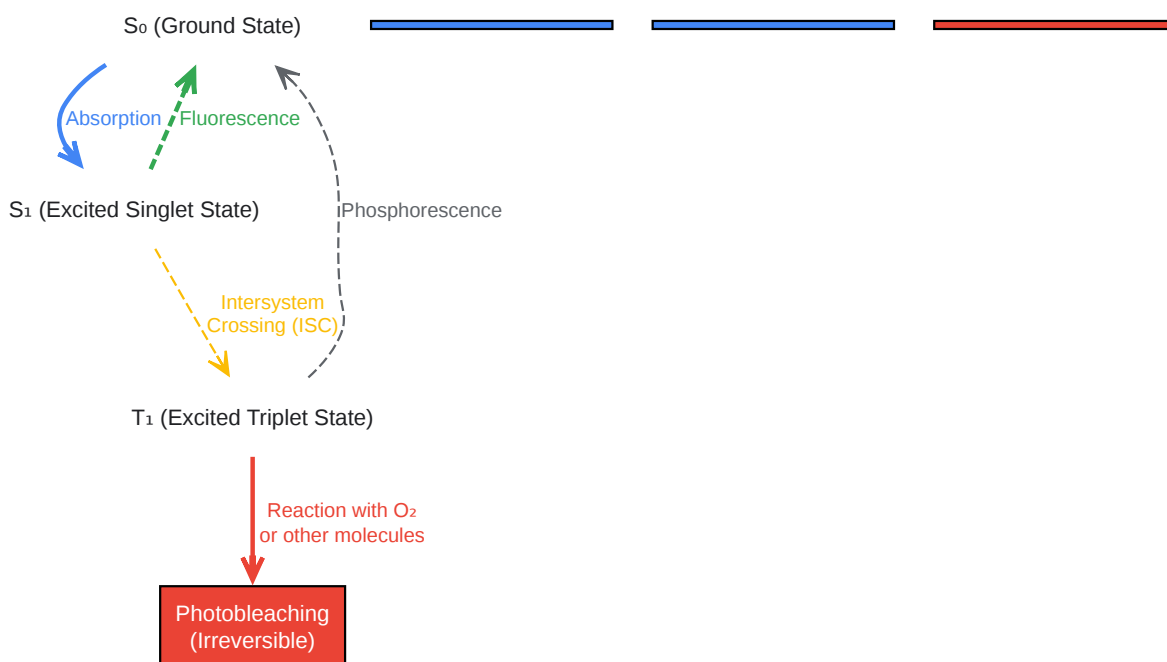 S₀ (Ground State)
Absorption
Fluorescence
S₁ (Excited Singlet State)
Phosphorescence
Intersystem
Crossing (ISC)
T₁ (Excited Triplet State)
Reaction with O₂
or other molecules
Photobleaching
(Irreversible)